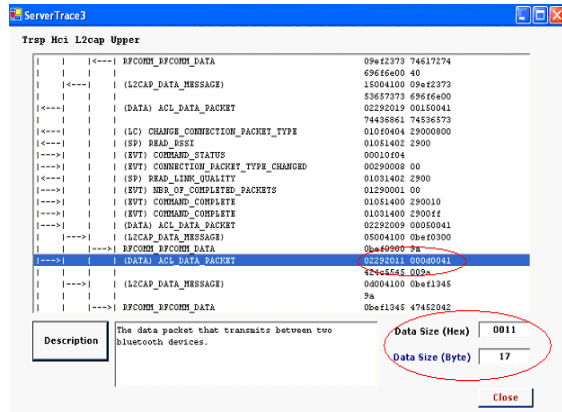 ServerTrace3
Trsp Hci L2cap Upper
| | |<---| RFCOMM_RFCOMM_DATA 09ef2373 74617274
| | | | 696f6e00 40
| |<---| | (L2CAP_DATA_MESSAGE) 15004100 09ef2373
| | | | 53657373 696f6e00
|<---| | | (DATA) ACL_DATA_PACKET 02292019 00150041
| | | | 74436861 74536573
|<---| | | (LC) CHANGE_CONNECTION_PACKET_TYPE 010f0404 29000800
|<---| | | (SP) READ_RSSI 01051402 2900
|--->| | | (EVT) COMMAND_STATUS 00010f04
|--->| | | (EVT) CONNECTION_PACKET_TYPE_CHANGED 00290008 00
|<---| | | (SP) READ_LINK_QUALITY 01031402 2900
|--->| | | (EVT) NBR_OF_COMPLETED_PACKETS 01290001 00
|--->| | | (EVT) COMMAND_COMPLETE 01051400 290010
|--->| | | (EVT) COMMAND_COMPLETE 01031400 2900ff
|--->| | | (DATA) ACL_DATA_PACKET 02292009 00050041
| |--->| | (L2CAP_DATA_MESSAGE) 05004100 0bef0300
| | |--->| RFCOMM_RFCOMM_DATA 0bef0300 9a
|--->| | | (DATA) ACL_DATA_PACKET 02292011 000d0041
| | | | 424c5545 009a
| |--->| | (L2CAP_DATA_MESSAGE) 0d004100 0bef1345
| | | | 9a
| | |--->| RFCOMM_RFCOMM_DATA 0bef1345 47452042
Description
The data packet that transmits between two
bluetooth devices.
Data Size (Hex) 0011
Data Size (Byte) 17
Close